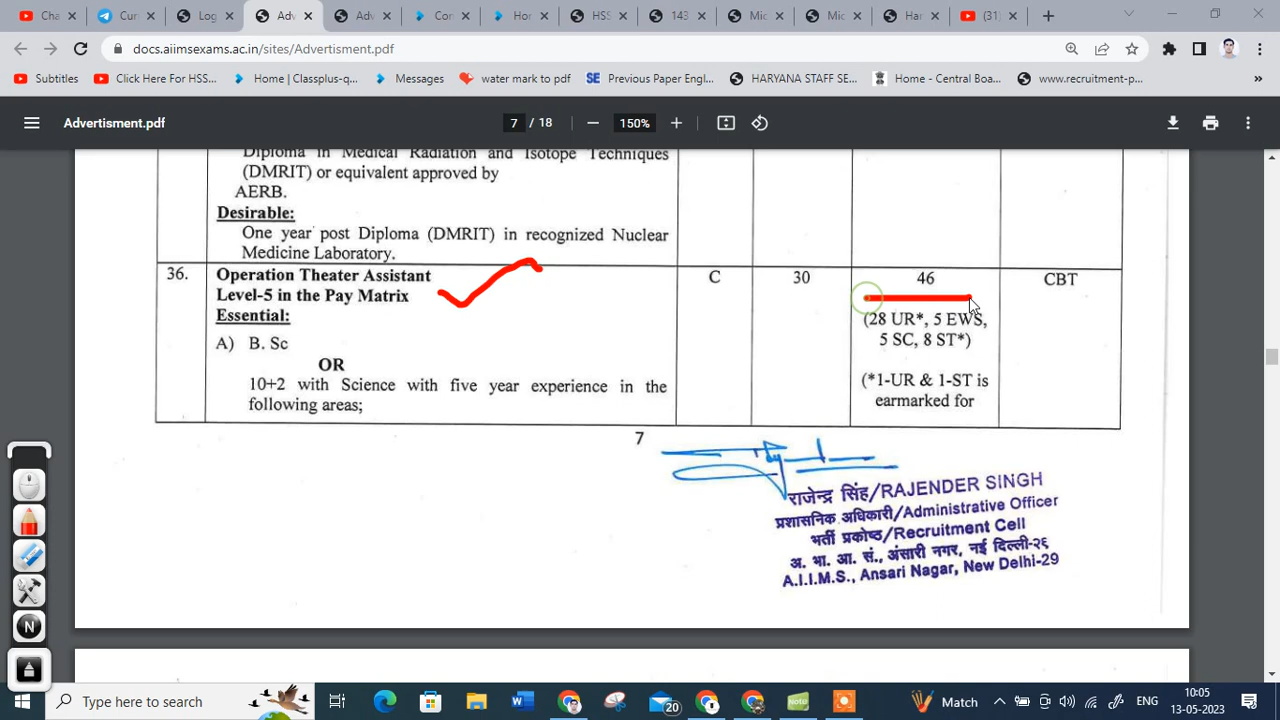 Cha
Cur
Log
Adv
Adv
Cor
Hor
HSS
143
Mic
Mic
Har
(31)
docs.aiimsexams.ac.in/sites/Advertisment.pdf
Subtitles
Click Here For HSS...
Home | Classplus-q...
Messages
water mark to pdf
SE Previous Paper Engl...
HARYANA STAFF SE...
Home - Central Boa...
www.recruitment-p...
»
Advertisment.pdf
7 / 18
150%
Diploma in Medical Radiation and Isotope Techniques
(DMRIT) or equivalent approved by
AERB.
Desirable:
One year post Diploma (DMRIT) in recognized Nuclear
Medicine Laboratory.
36.
Operation Theater Assistant
Level-5 in the Pay Matrix
Essential:
A) B. Sc
OR
10+2 with Science with five year experience in the
following areas;
C
30
46
(28 UR*, 5 EWS,
5 SC, 8 ST*)
(*1-UR & 1-ST is
earmarked for
CBT
7
राजेन्द्र सिंह/RAJENDER SINGH
प्रशासनिक अधिकारी/Administrative Officer
भर्ती प्रकोष्ठ/Recruitment Cell
अ. भा. आ. सं., अंसारी नगर, नई दिल्ली-२६
A.I.I.M.S., Ansari Nagar, New Delhi-29
N
Type here to search
W
20
note
Match
ENG
10:05
13-05-2023